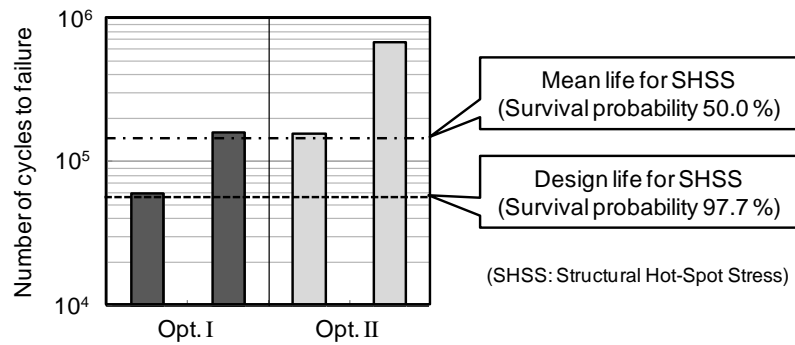 Number of cycles to failure
10⁶
10⁵
10⁴
Opt. I
Opt. II
Mean life for SHSS
(Survival probability 50.0 %)
Design life for SHSS
(Survival probability 97.7 %)
(SHSS: Structural Hot-Spot Stress)